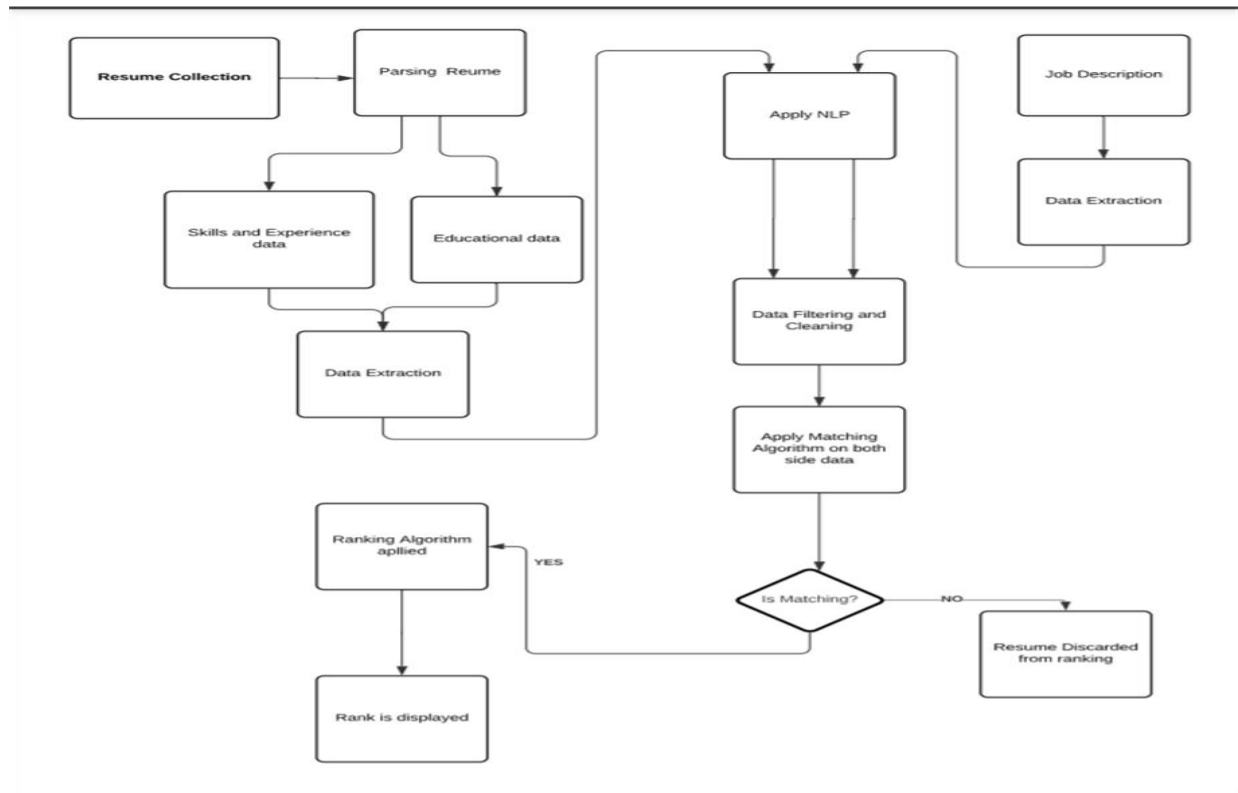 Resume Collection
Parsing  Reume
Skills and Experience
data
Educational data
Data Extraction
Apply NLP
Job Description
Data Extraction
Data Filtering and
Cleaning
Apply Matching
Algorithm on both
side data
Is Matching?
YES
NO
Ranking Algorithm
apllied
Rank is displayed
Resume Discarded
from ranking